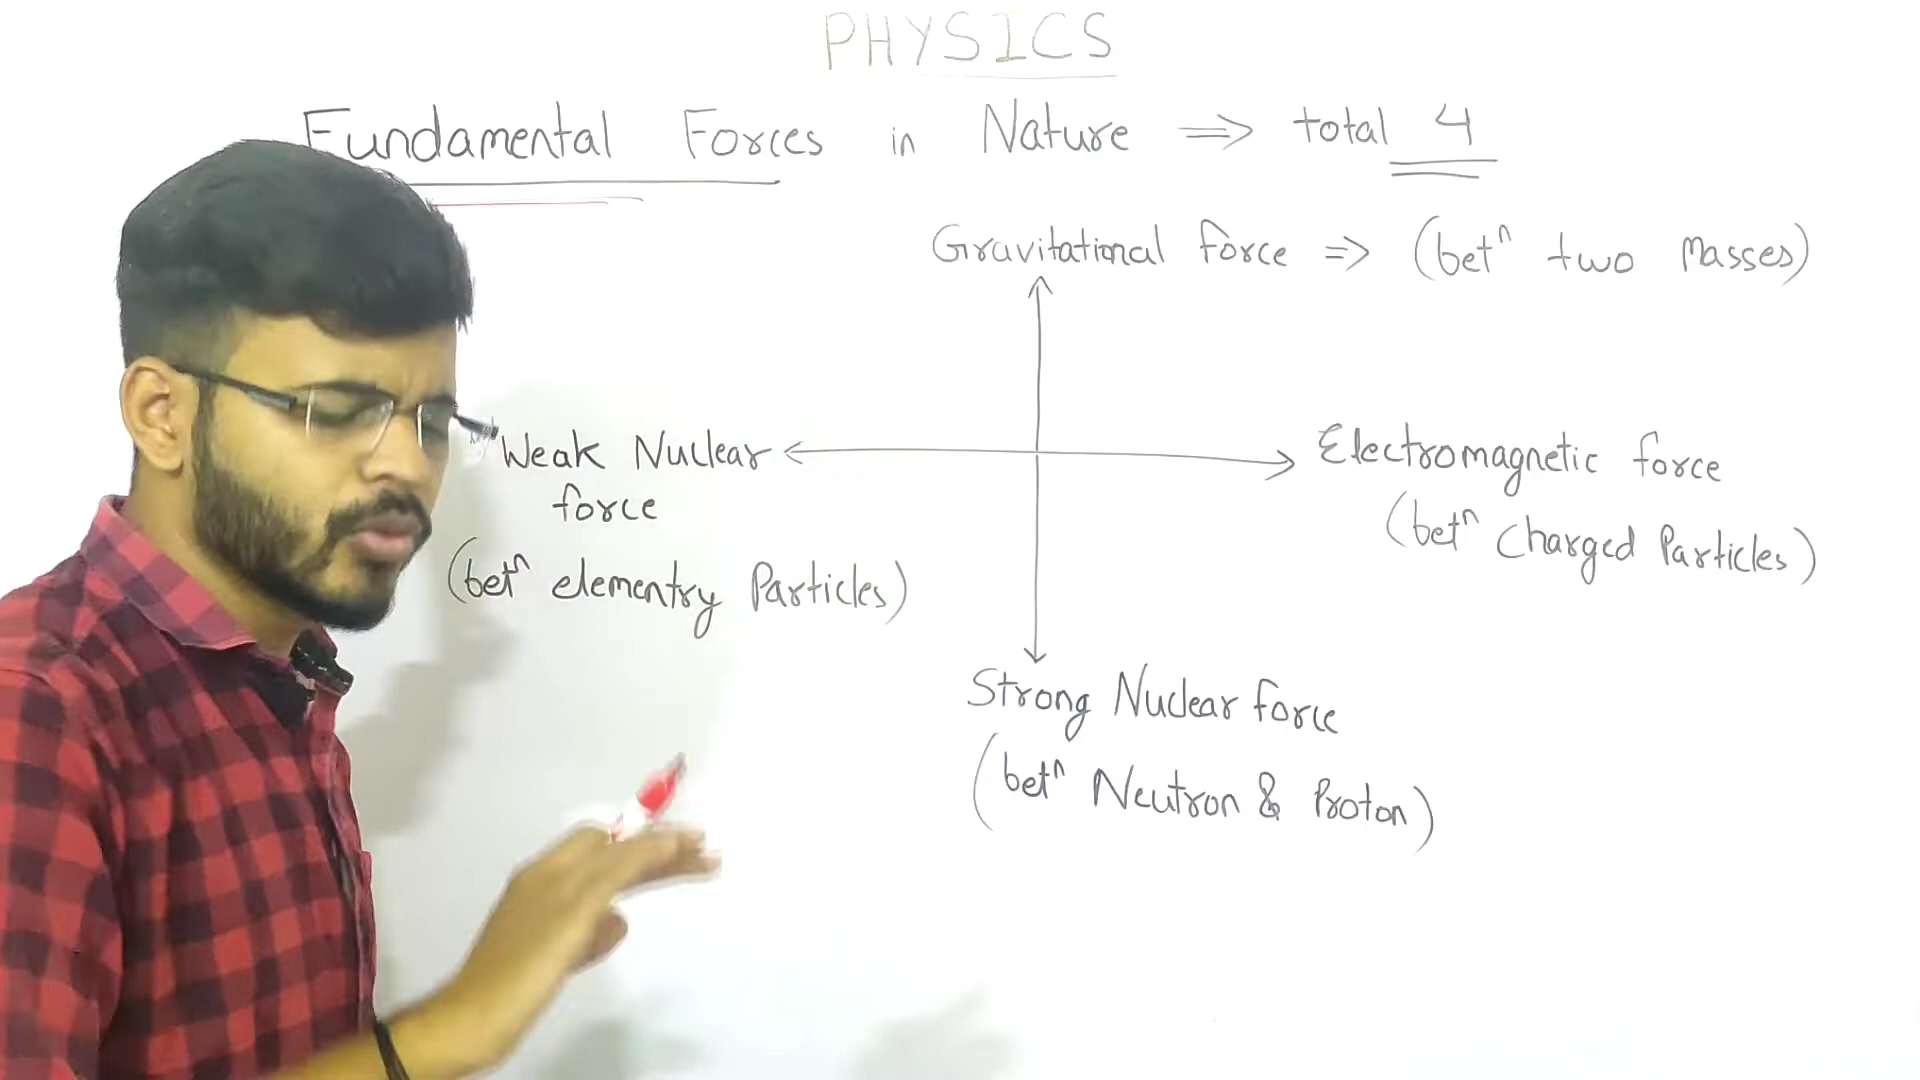 PHYSICS
Fundamental Forces in Nature ⇒ total 4
Gravitational force ⇒ (betⁿ two Masses)
Weak Nuclear
force
(betⁿ elementry Particles)
Electromagnetic force
(betⁿ Charged Particles)
Strong Nuclear force
(betⁿ Neutron & Proton)